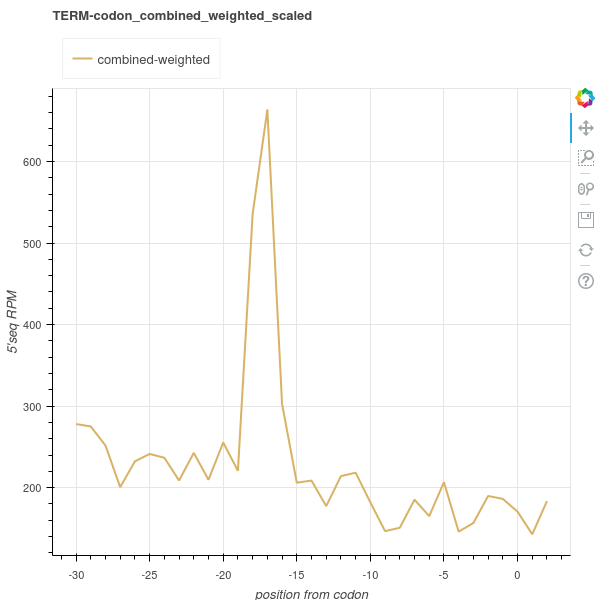 TERM-codon_combined_weighted_scaled
combined-weighted
600
500
400
300
200
5'seq RPM
-30 -25 -20 -15 -10 -5 0
position from codon